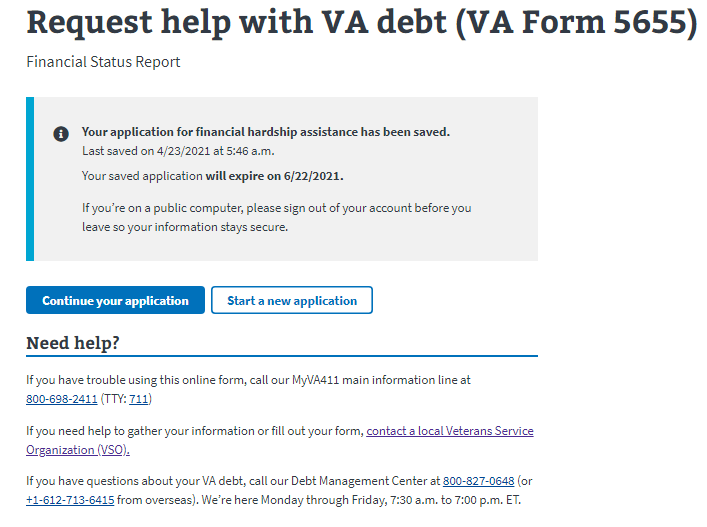 Request help with VA debt (VA Form 5655)
Financial Status Report
Your application for financial hardship assistance has been saved.
Last saved on 4/23/2021 at 5:46 a.m.
Your saved application will expire on 6/22/2021.
If you’re on a public computer, please sign out of your account before you
leave so your information stays secure.
Continue your application Start a new application
Need help?
If you have trouble using this online form, call our MyVA411 main information line at
800-698-2411 (TTY: 711)
If you need help to gather your information or fill out your form, contact a local Veterans Service
Organization (VSO).
If you have questions about your VA debt, call our Debt Management Center at 800-827-0648 (or
+1-612-713-6415 from overseas). We’re here Monday through Friday, 7:30 a.m. to 7:00 p.m. ET.